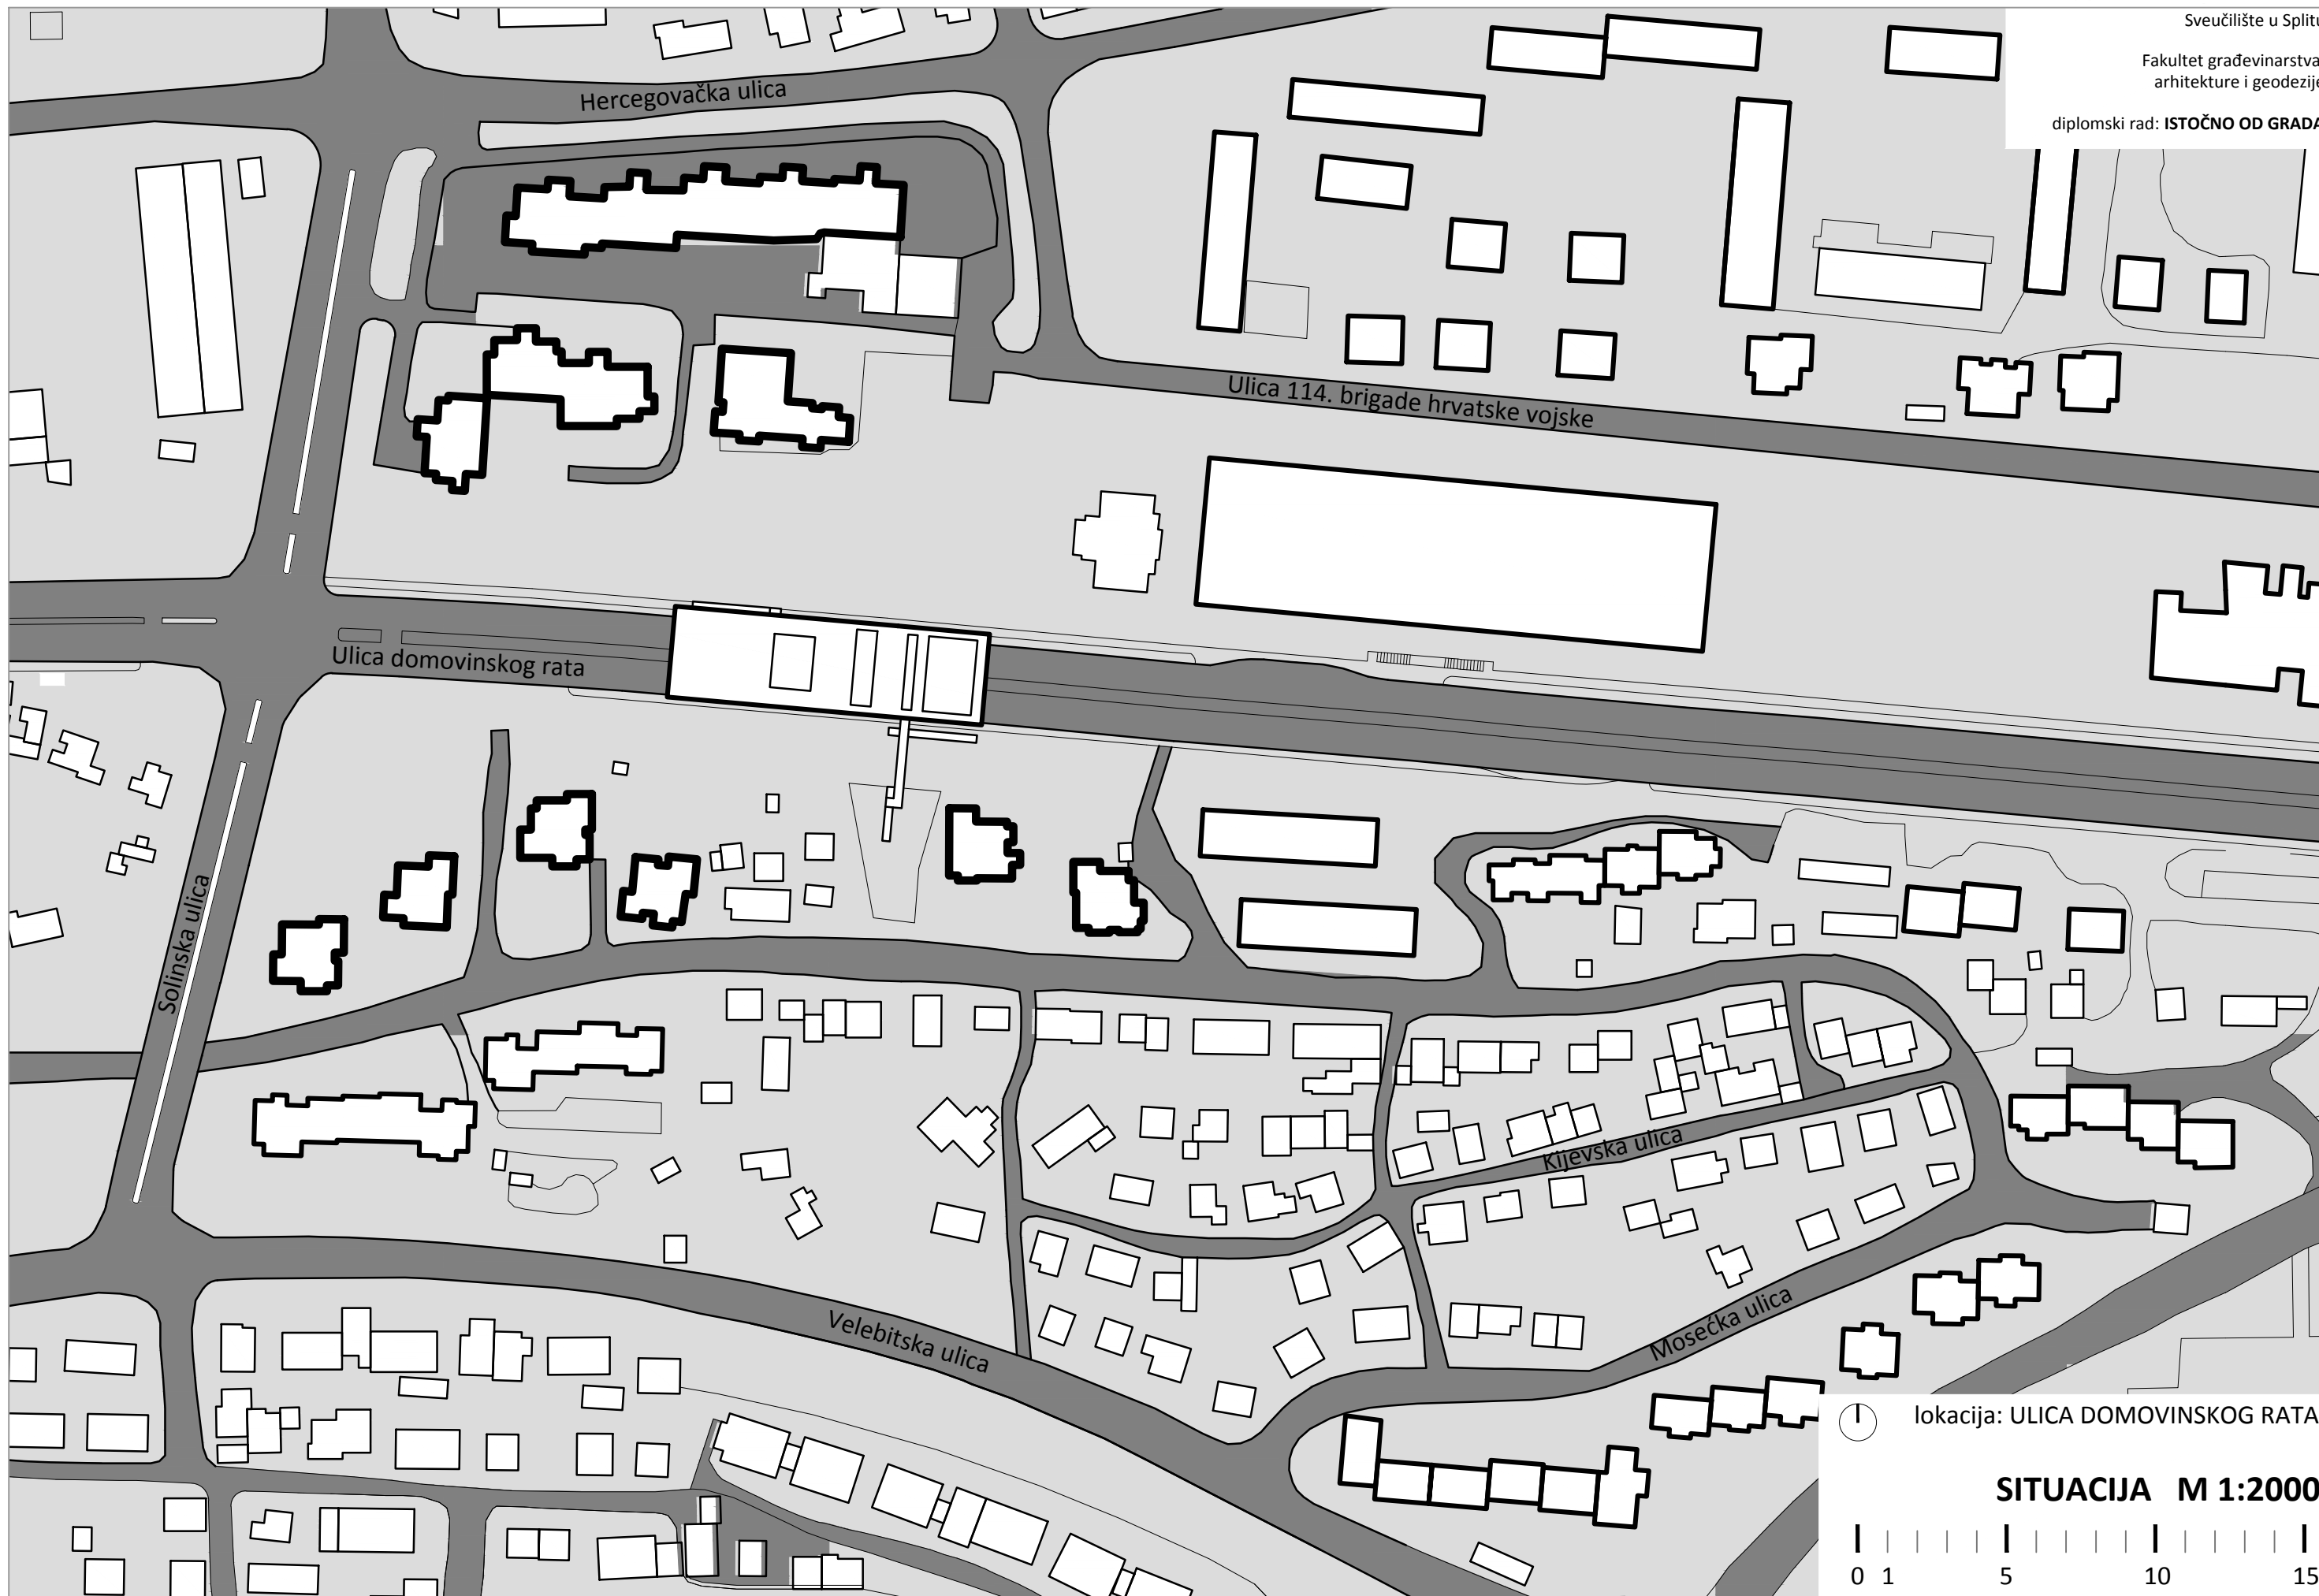 Sveučilište u Splitu
Fakultet građevinarstva
arhitekture i geodezije
diplomski rad: ISTOČNO OD GRADA
Hercegovačka ulica
Ulica 114. brigade hrvatske vojske
Ulica domovinskog rata
Solinska ulica
Kijevska ulica
Velebitska ulica
Mosećka ulica
lokacija: ULICA DOMOVINSKOG RATA
SITUACIJA M 1:2000
0 1 5 10 15